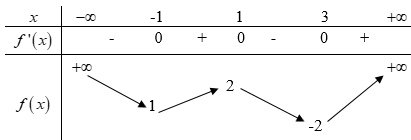 x −∞ -1 1 3 +∞
f'(x) - 0 + 0 - 0 + 
+∞ +∞
2
f(x) 1
-2